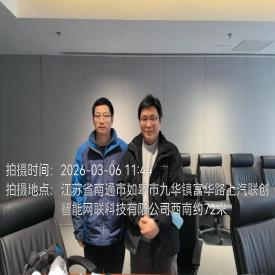 拍摄时间：2026-03-06 11:44
拍摄地点：江苏省南通市如皋市九华镇富华路上汽联创
智能网联科技有限公司西南约72米